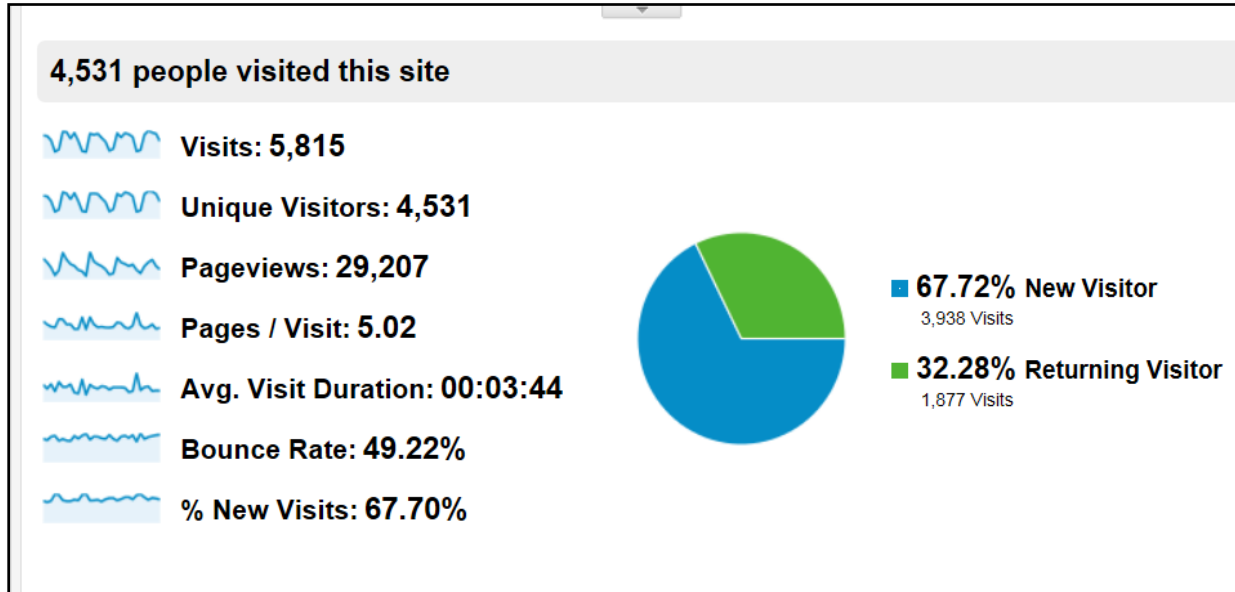 4,531 people visited this site
Visits: 5,815
Unique Visitors: 4,531
Pageviews: 29,207
Pages / Visit: 5.02
Avg. Visit Duration: 00:03:44
Bounce Rate: 49.22%
% New Visits: 67.70%
67.72% New Visitor
3,938 Visits
32.28% Returning Visitor
1,877 Visits